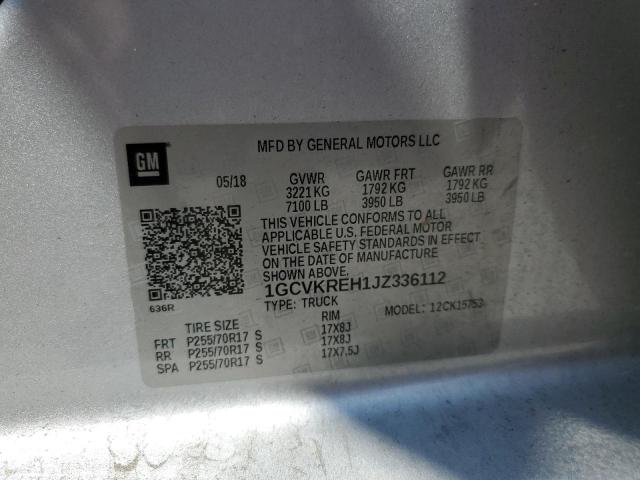 GM
MFD BY GENERAL MOTORS LLC
05/18 GVWR GAWR FRT GAWR RR
3221 KG 1792 KG 1792 KG
7100 LB 3950 LB 3950 LB
THIS VEHICLE CONFORMS TO ALL
APPLICABLE U.S. FEDERAL MOTOR
VEHICLE SAFETY STANDARDS IN EFFECT
ON THE DATE OF MANUFACTURE
SHOWN ABOVE.
1GCVKREH1JZ336112
636R TYPE: TRUCK MODEL: 12CK15753
TIRE SIZE RIM
FRT P255/70R17 S 17X8J
RR P255/70R17 S 17X8J
SPA P255/70R17 S 17X7.5J